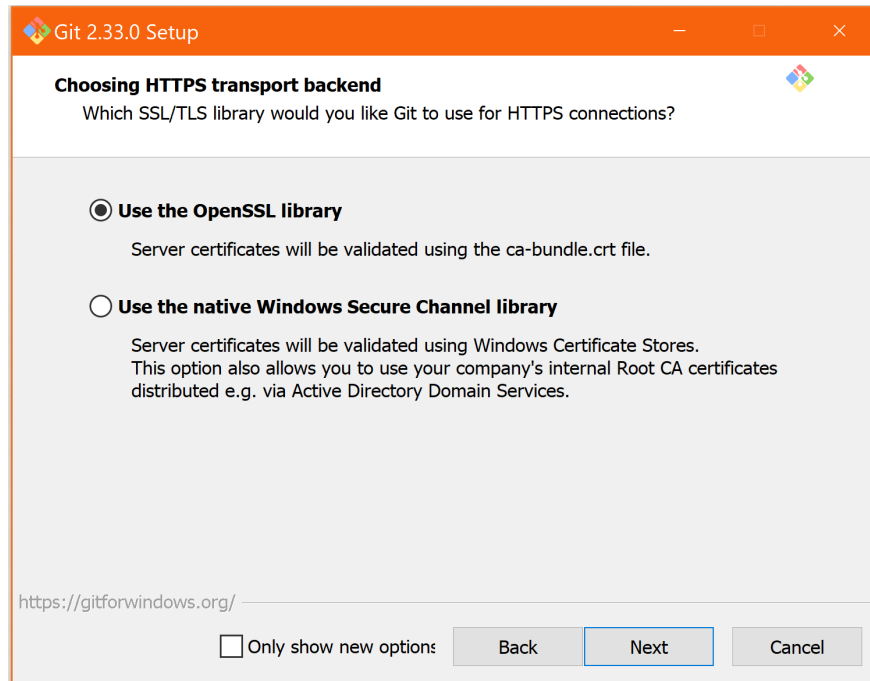 Git 2.33.0 Setup
Choosing HTTPS transport backend
Which SSL/TLS library would you like Git to use for HTTPS connections?
Use the OpenSSL library
Server certificates will be validated using the ca-bundle.crt file.
Use the native Windows Secure Channel library
Server certificates will be validated using Windows Certificate Stores.
This option also allows you to use your company's internal Root CA certificates
distributed e.g. via Active Directory Domain Services.
https://gitforwindows.org/
Only show new options
Back
Next
Cancel